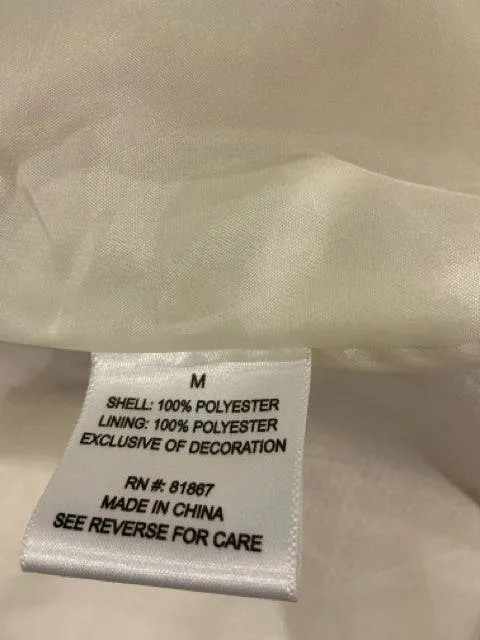 M
SHELL: 100% POLYESTER
LINING: 100% POLYESTER
EXCLUSIVE OF DECORATION
RN #: 81867
MADE IN CHINA
SEE REVERSE FOR CARE